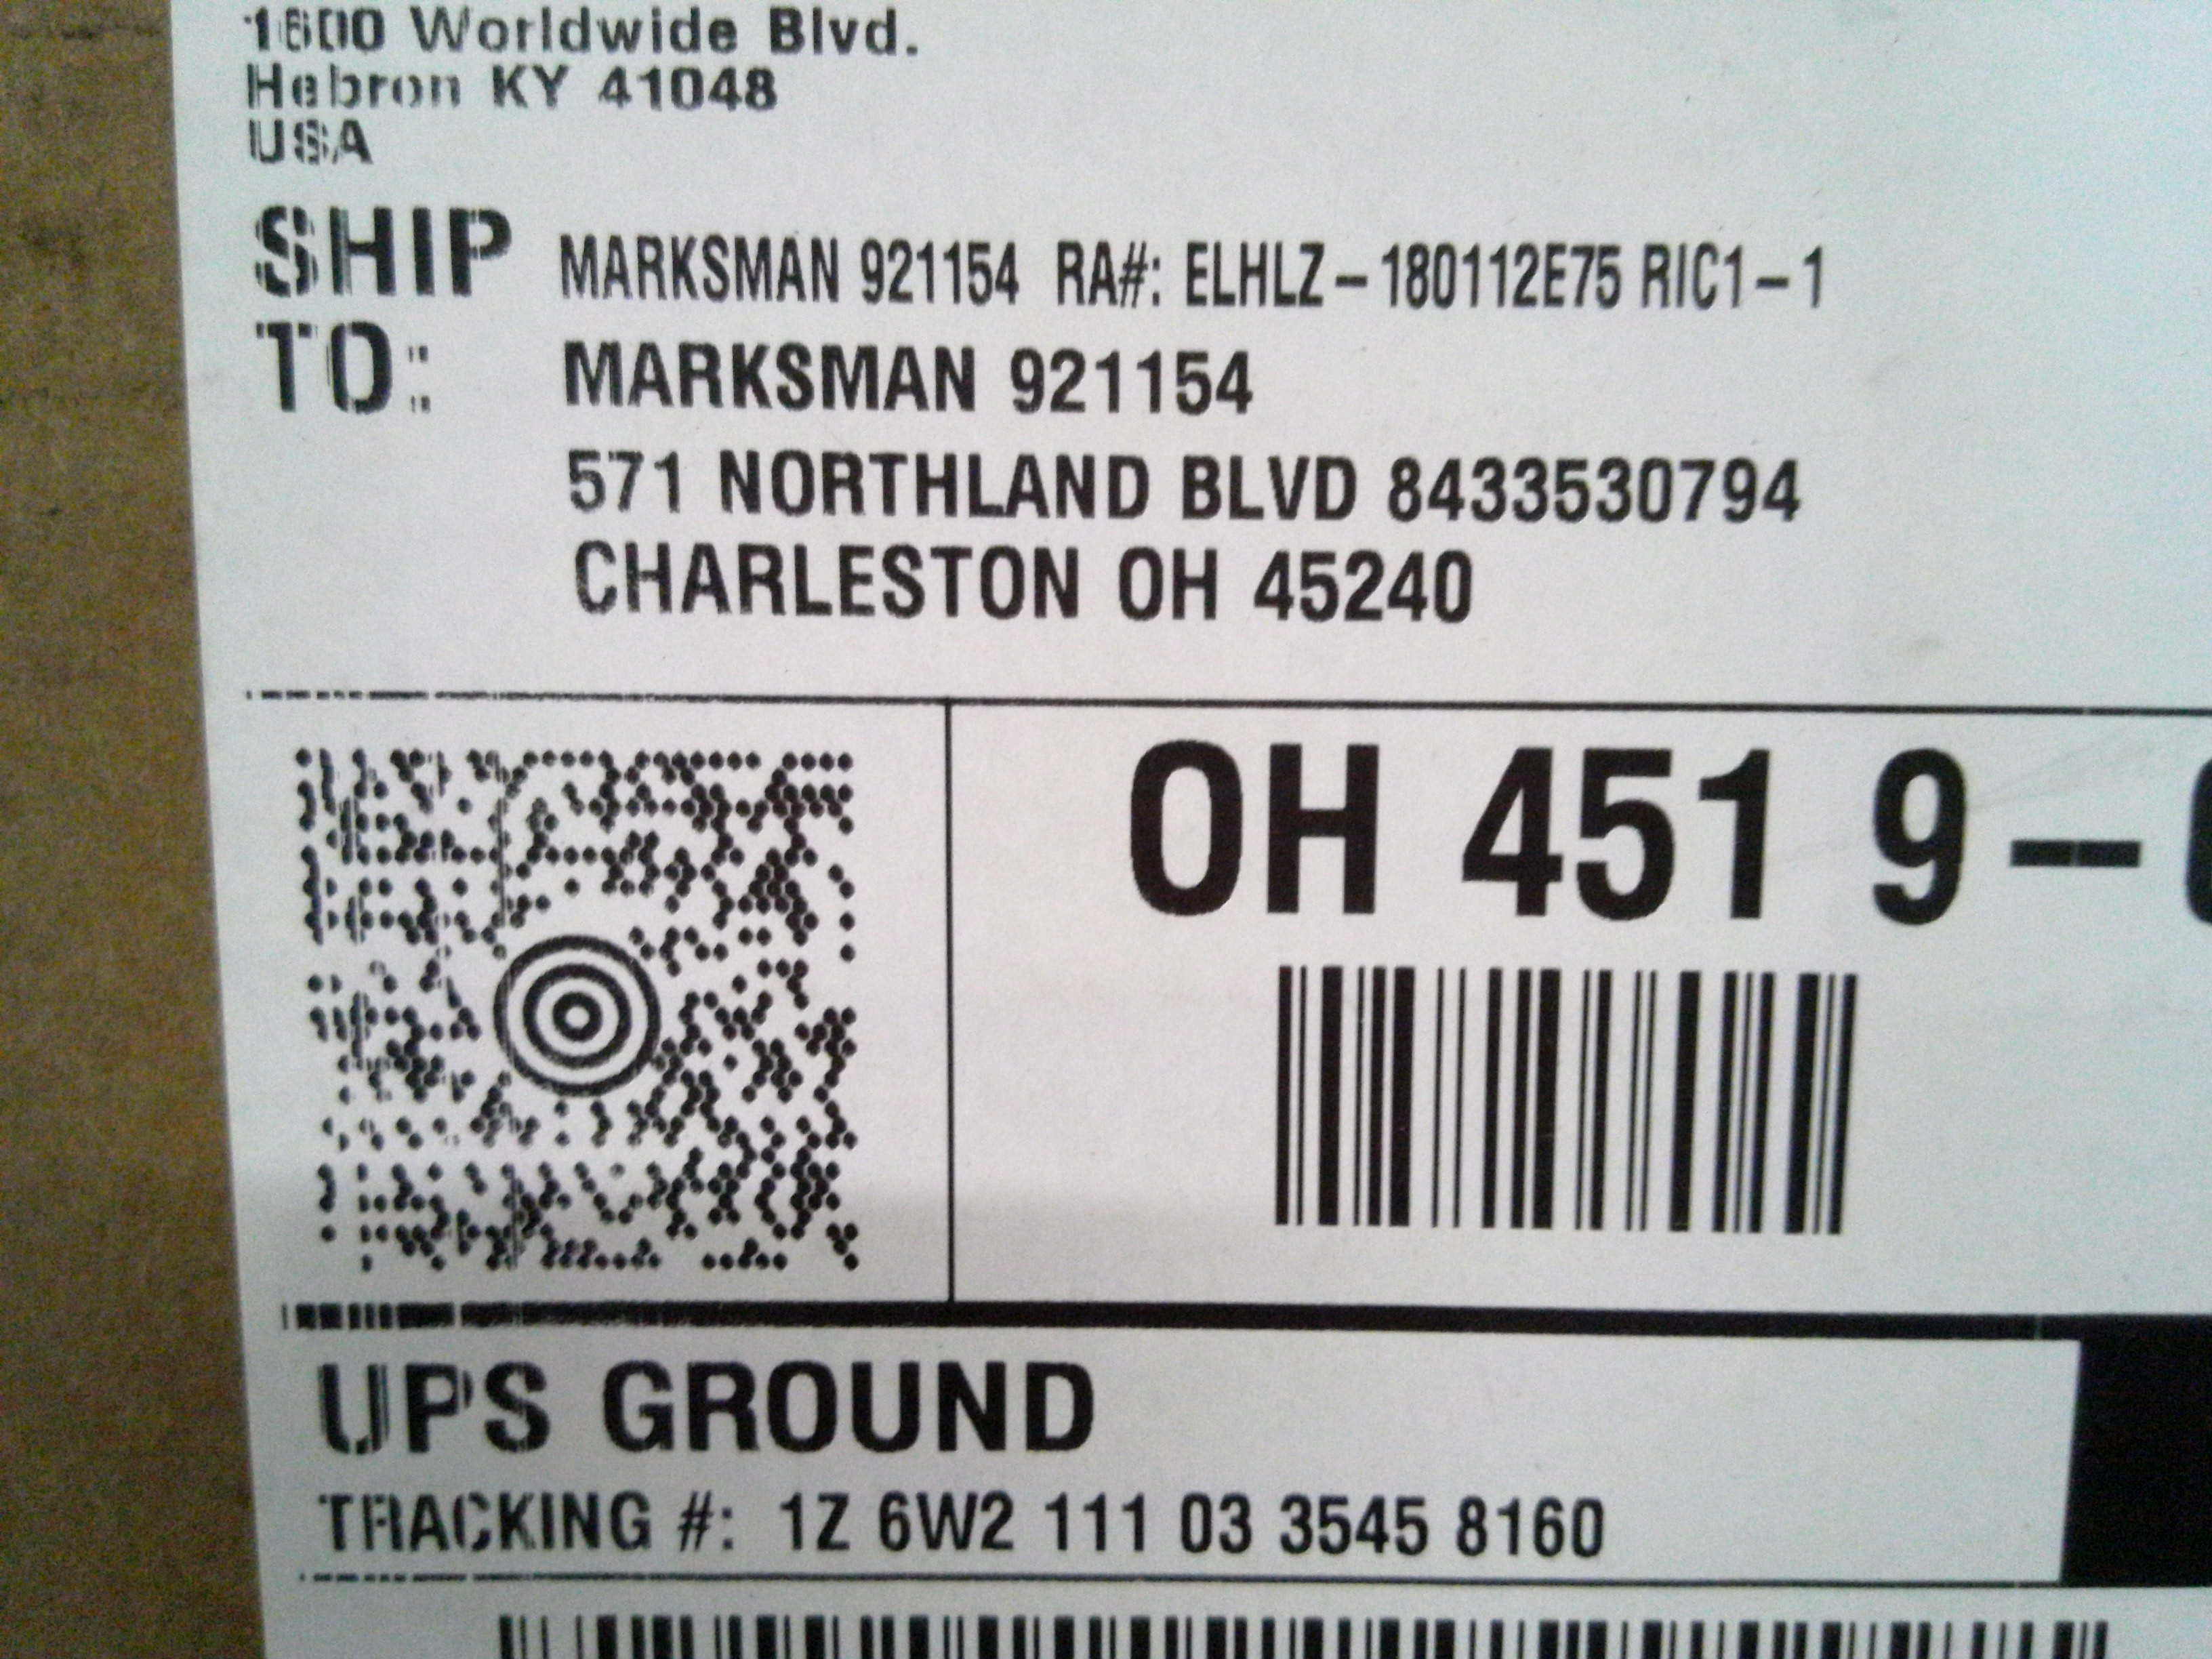 1600 Worldwide Blvd.
Hebron KY 41048
USA
SHIP TO:
MARKSMAN 921154 RA#: ELHLZ-180112E75 RIC1-1
MARKSMAN 921154
571 NORTHLAND BLVD 8433530794
CHARLESTON OH 45240
OH 451 9-
UPS GROUND
TRACKING #: 1Z 6W2 111 03 3545 8160